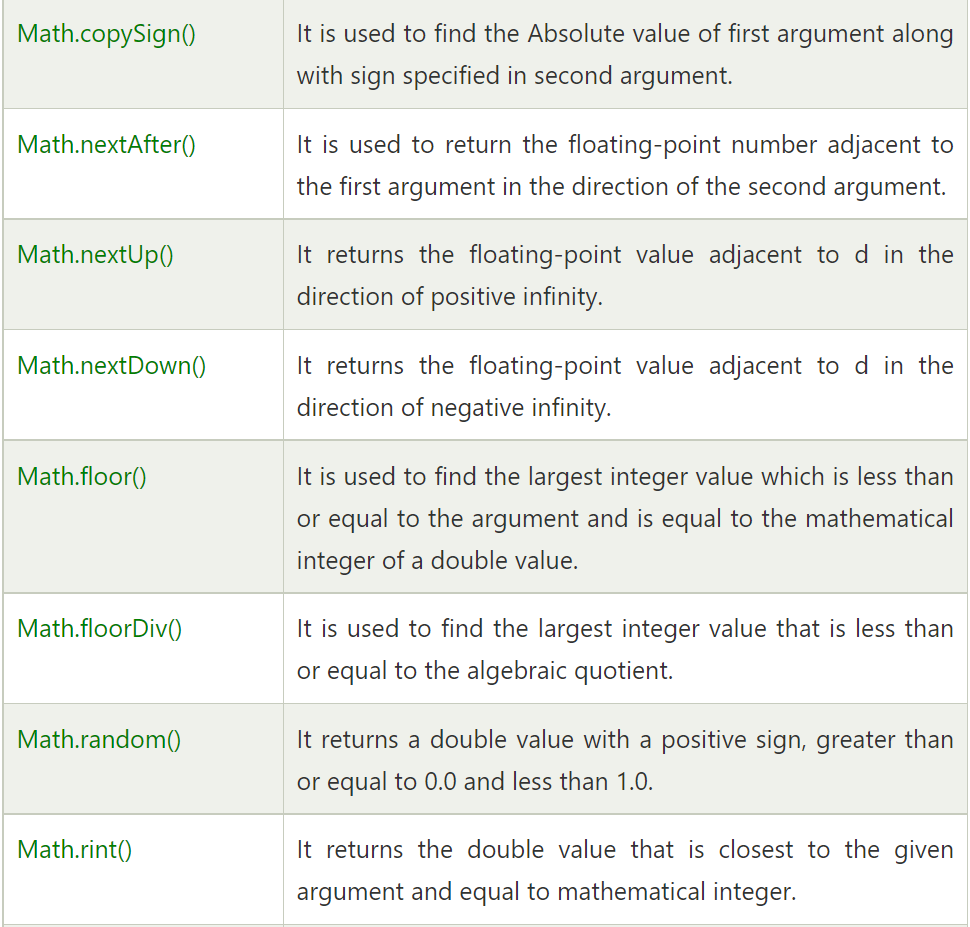 Math.copySign()
It is used to find the Absolute value of first argument along
with sign specified in second argument.
Math.nextAfter()
It is used to return the floating-point number adjacent to
the first argument in the direction of the second argument.
Math.nextUp()
It returns the floating-point value adjacent to d in the
direction of positive infinity.
Math.nextDown()
It returns the floating-point value adjacent to d in the
direction of negative infinity.
Math.floor()
It is used to find the largest integer value which is less than
or equal to the argument and is equal to the mathematical
integer of a double value.
Math.floorDiv()
It is used to find the largest integer value that is less than
or equal to the algebraic quotient.
Math.random()
It returns a double value with a positive sign, greater than
or equal to 0.0 and less than 1.0.
Math.rint()
It returns the double value that is closest to the given
argument and equal to mathematical integer.